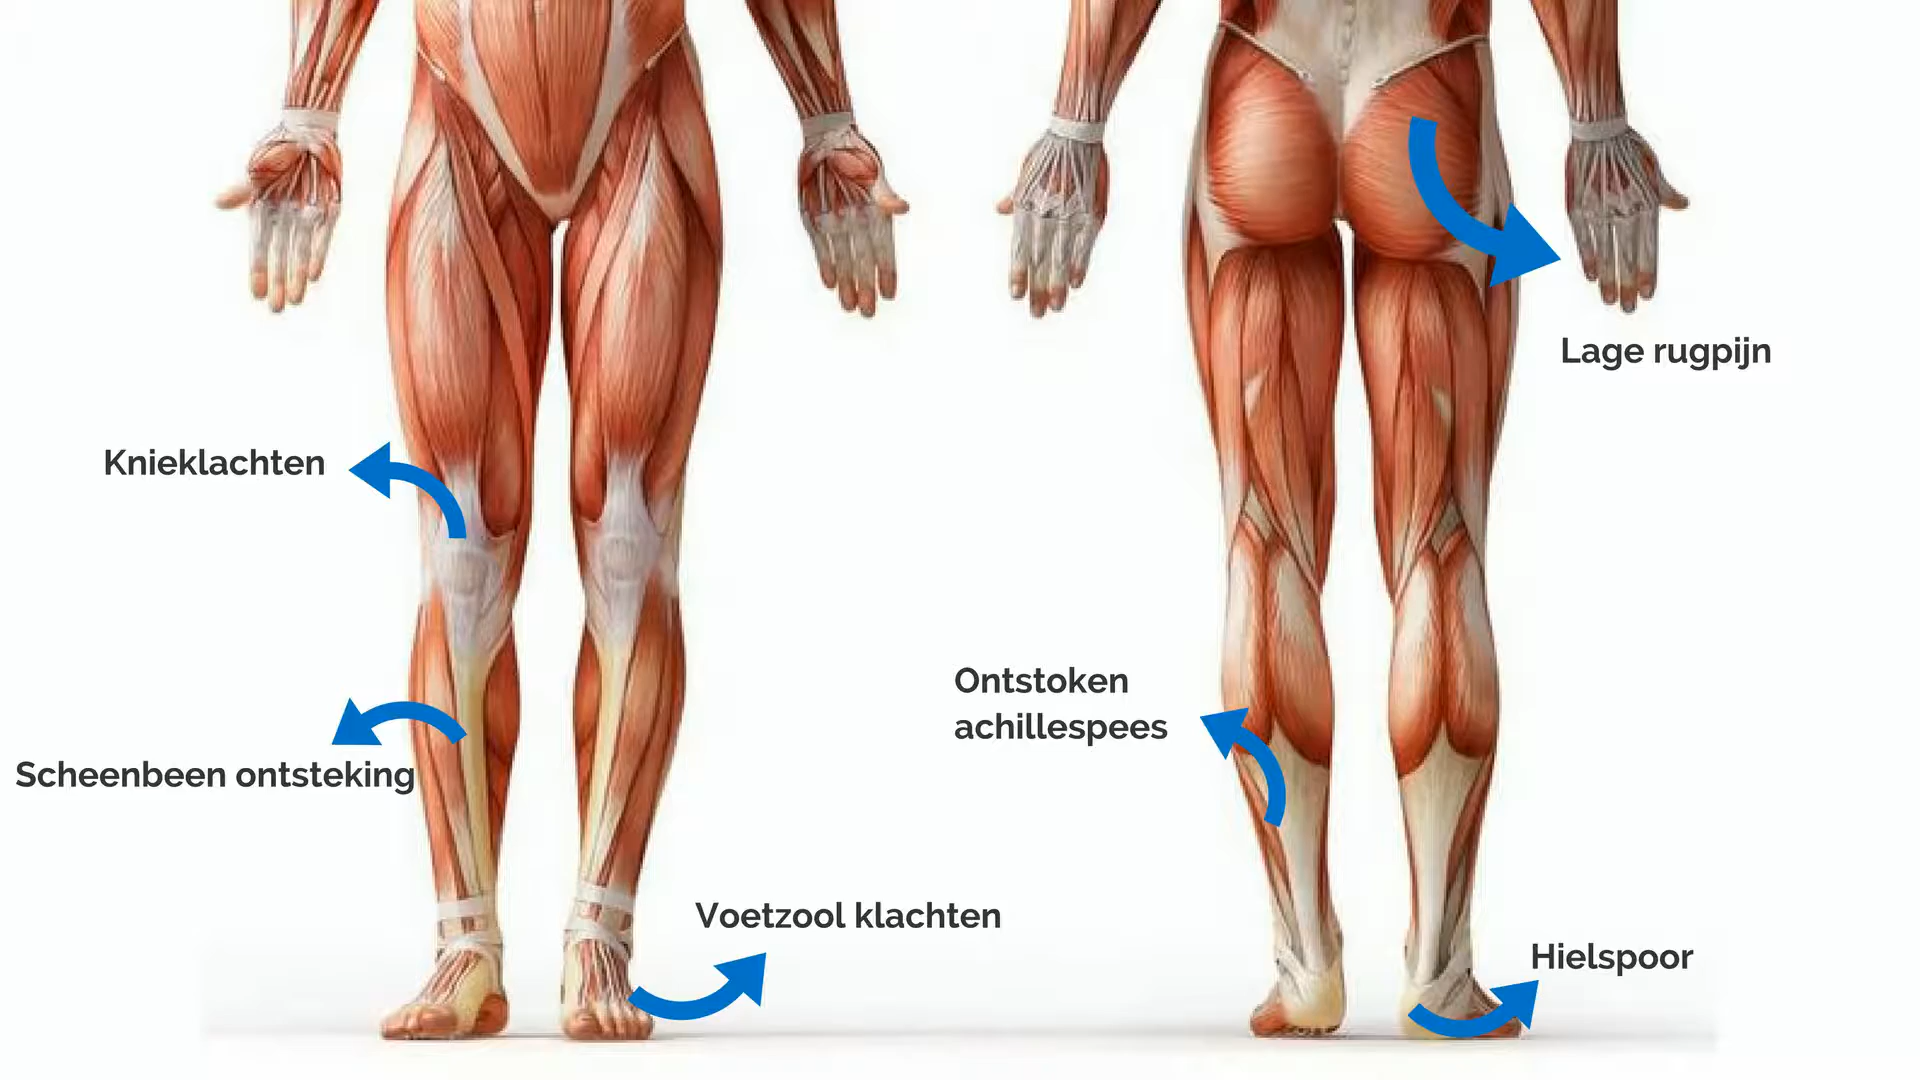 Lage rugpijn
Knieklachten
Ontstoken
achillespees
Scheenbeen ontsteking
Voetzool klachten
Hielspoor